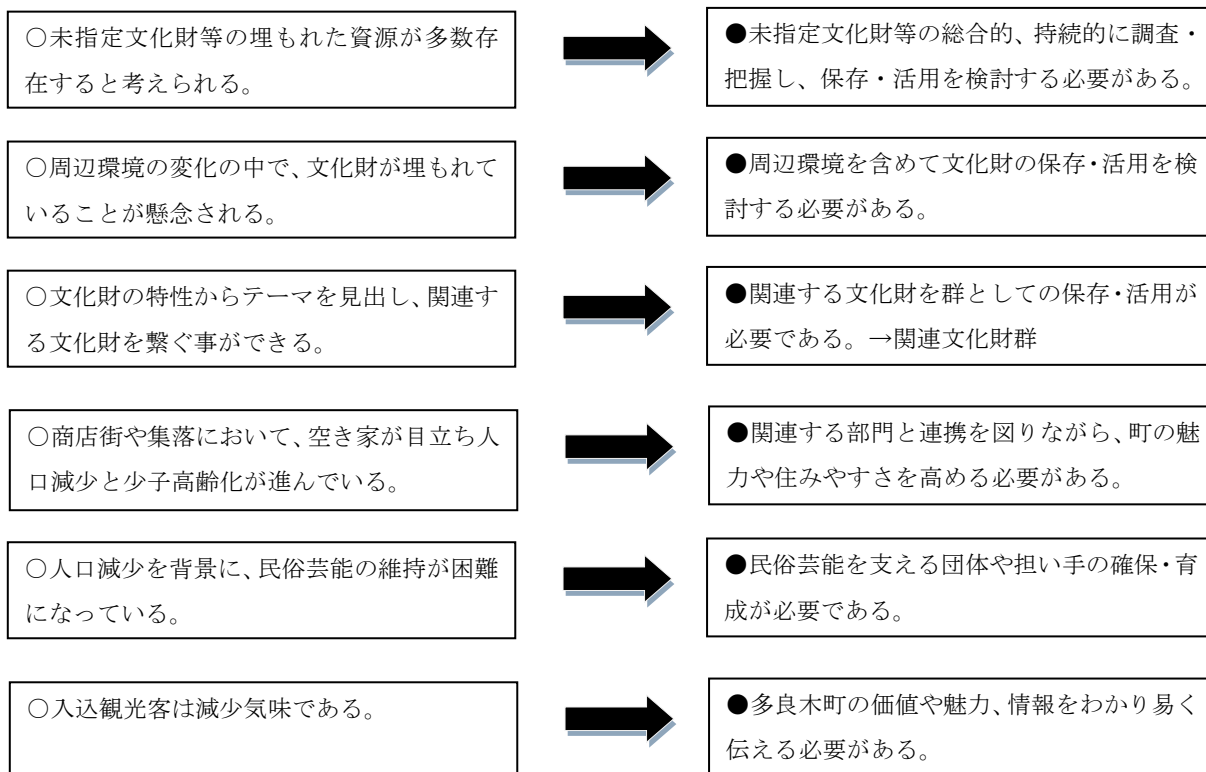 ○未指定文化財等の埋もれた資源が多数存
在すると考えられる。
●未指定文化財等の総合的、持続的に調査・
把握し、保存・活用を検討する必要がある。
○周辺環境の変化の中で、文化財が埋もれて
いることが懸念される。
●周辺環境を含めて文化財の保存・活用を検
討する必要がある。
○文化財の特性からテーマを見出し、関連す
る文化財を繋ぐ事ができる。
●関連する文化財を群としての保存・活用が
必要である。→関連文化財群
○商店街や集落において、空き家が目立ち人
口減少と少子高齢化が進んでいる。
●関連する部門と連携を図りながら、町の魅
力や住みやすさを高める必要がある。
○人口減少を背景に、民俗芸能の維持が困難
になっている。
●民俗芸能を支える団体や担い手の確保・育
成が必要である。
○入込観光客は減少気味である。
●多良木町の価値や魅力、情報をわかり易く
伝える必要がある。